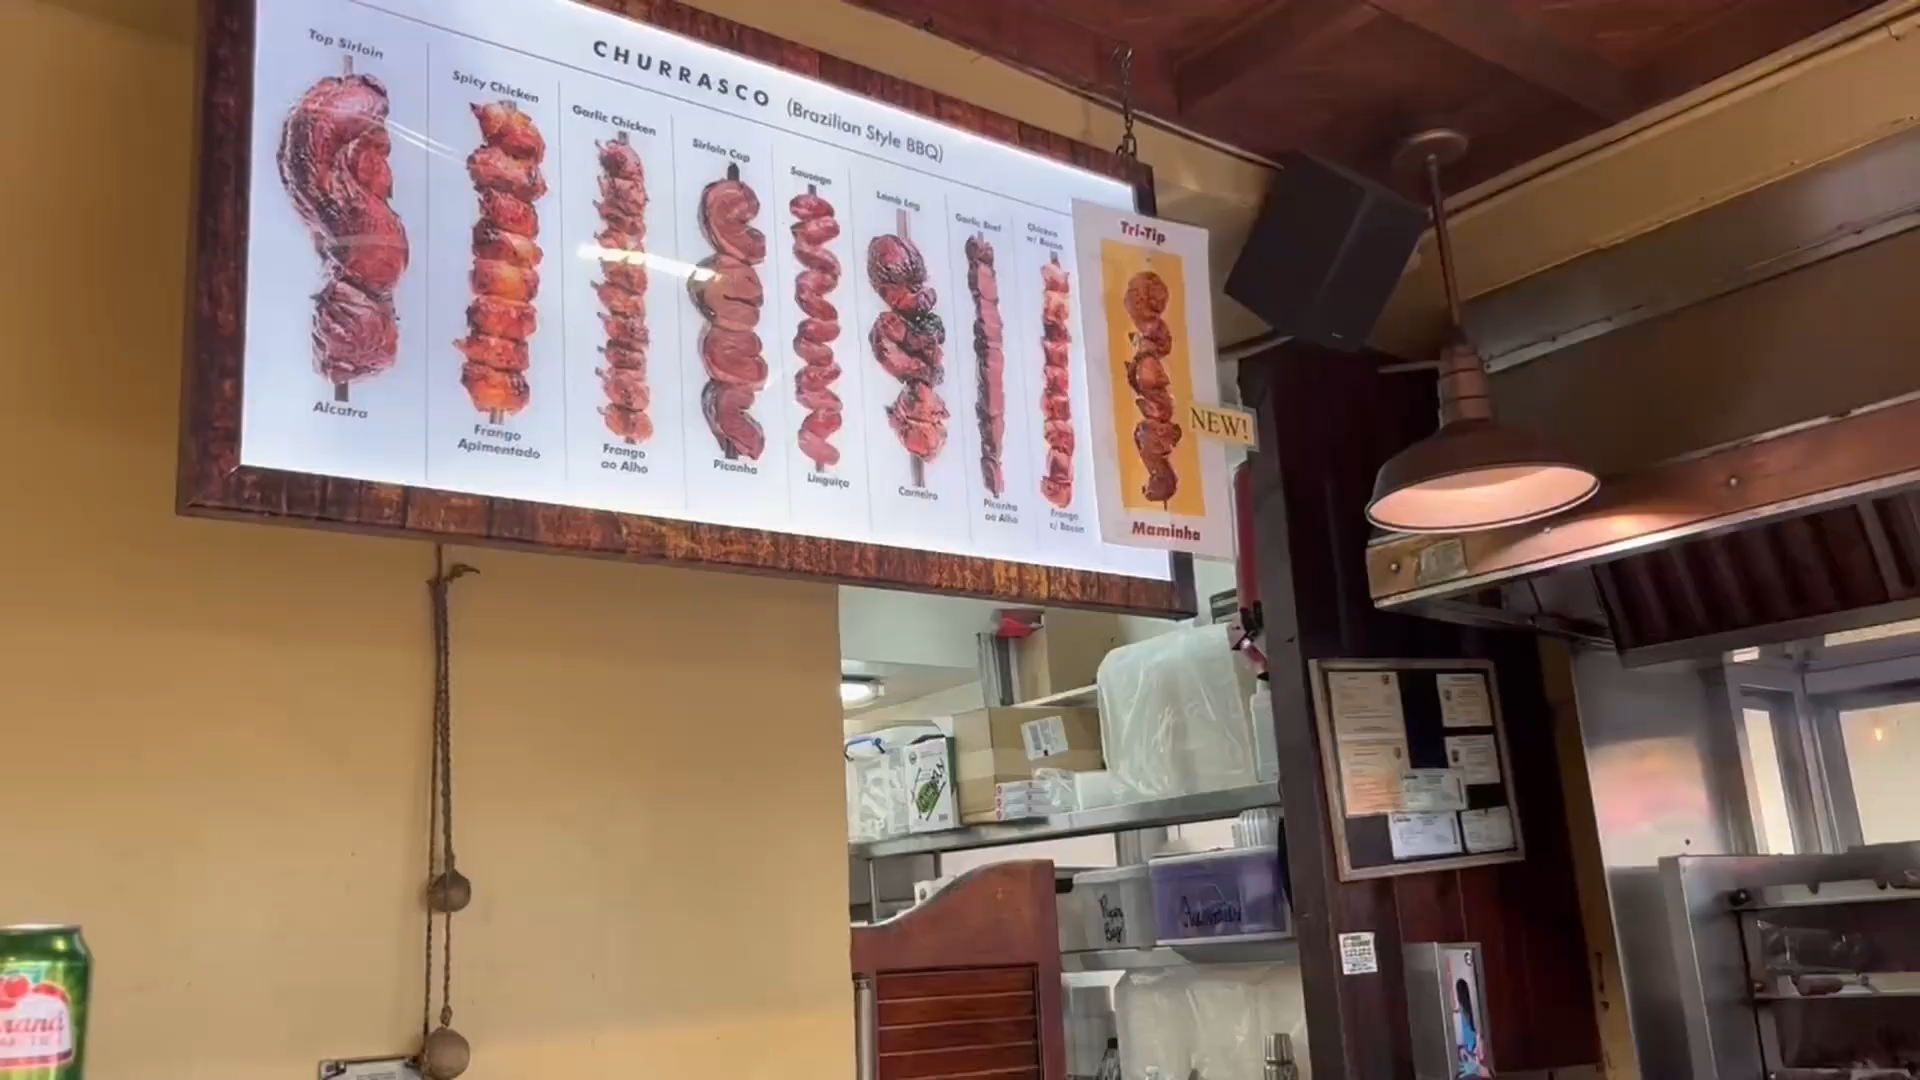 CHURRASCO (Brazilian Style BBQ)
Top Sirloin
Alcatra
Spicy Chicken
Frango
Apimentado
Garlic Chicken
Frango
ao Alho
Sirloin Cap
Picanha
Sausage
Linguiça
Lamb Leg
Carneiro
Garlic Beef
Picanha
ao Alho
Chicken
w/ Bacon
Frango
c/ Bacon
Tri-Tip
NEW!
Maminha